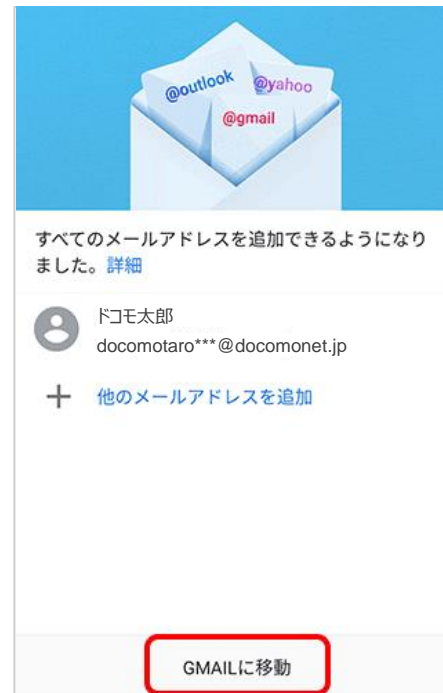 @outlook @yahoo
@gmail
すべてのメールアドレスを追加できるようになり
ました。詳細
ドコモ太郎
docomotaro***@docomonet.jp
他のメールアドレスを追加
GMAILに移動